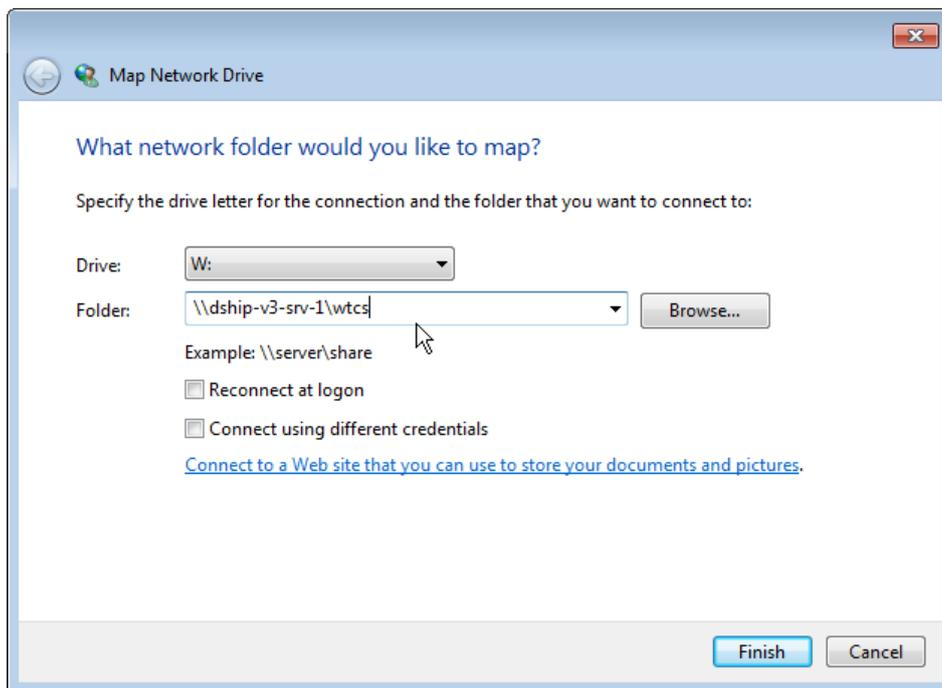 Map Network Drive
What network folder would you like to map?
Specify the drive letter for the connection and the folder that you want to connect to:
Drive: W:
Folder: \\dship-v3-srv-1\wtcs Browse...
Example: \\server\share
Reconnect at logon
Connect using different credentials
Connect to a Web site that you can use to store your documents and pictures.
Finish Cancel